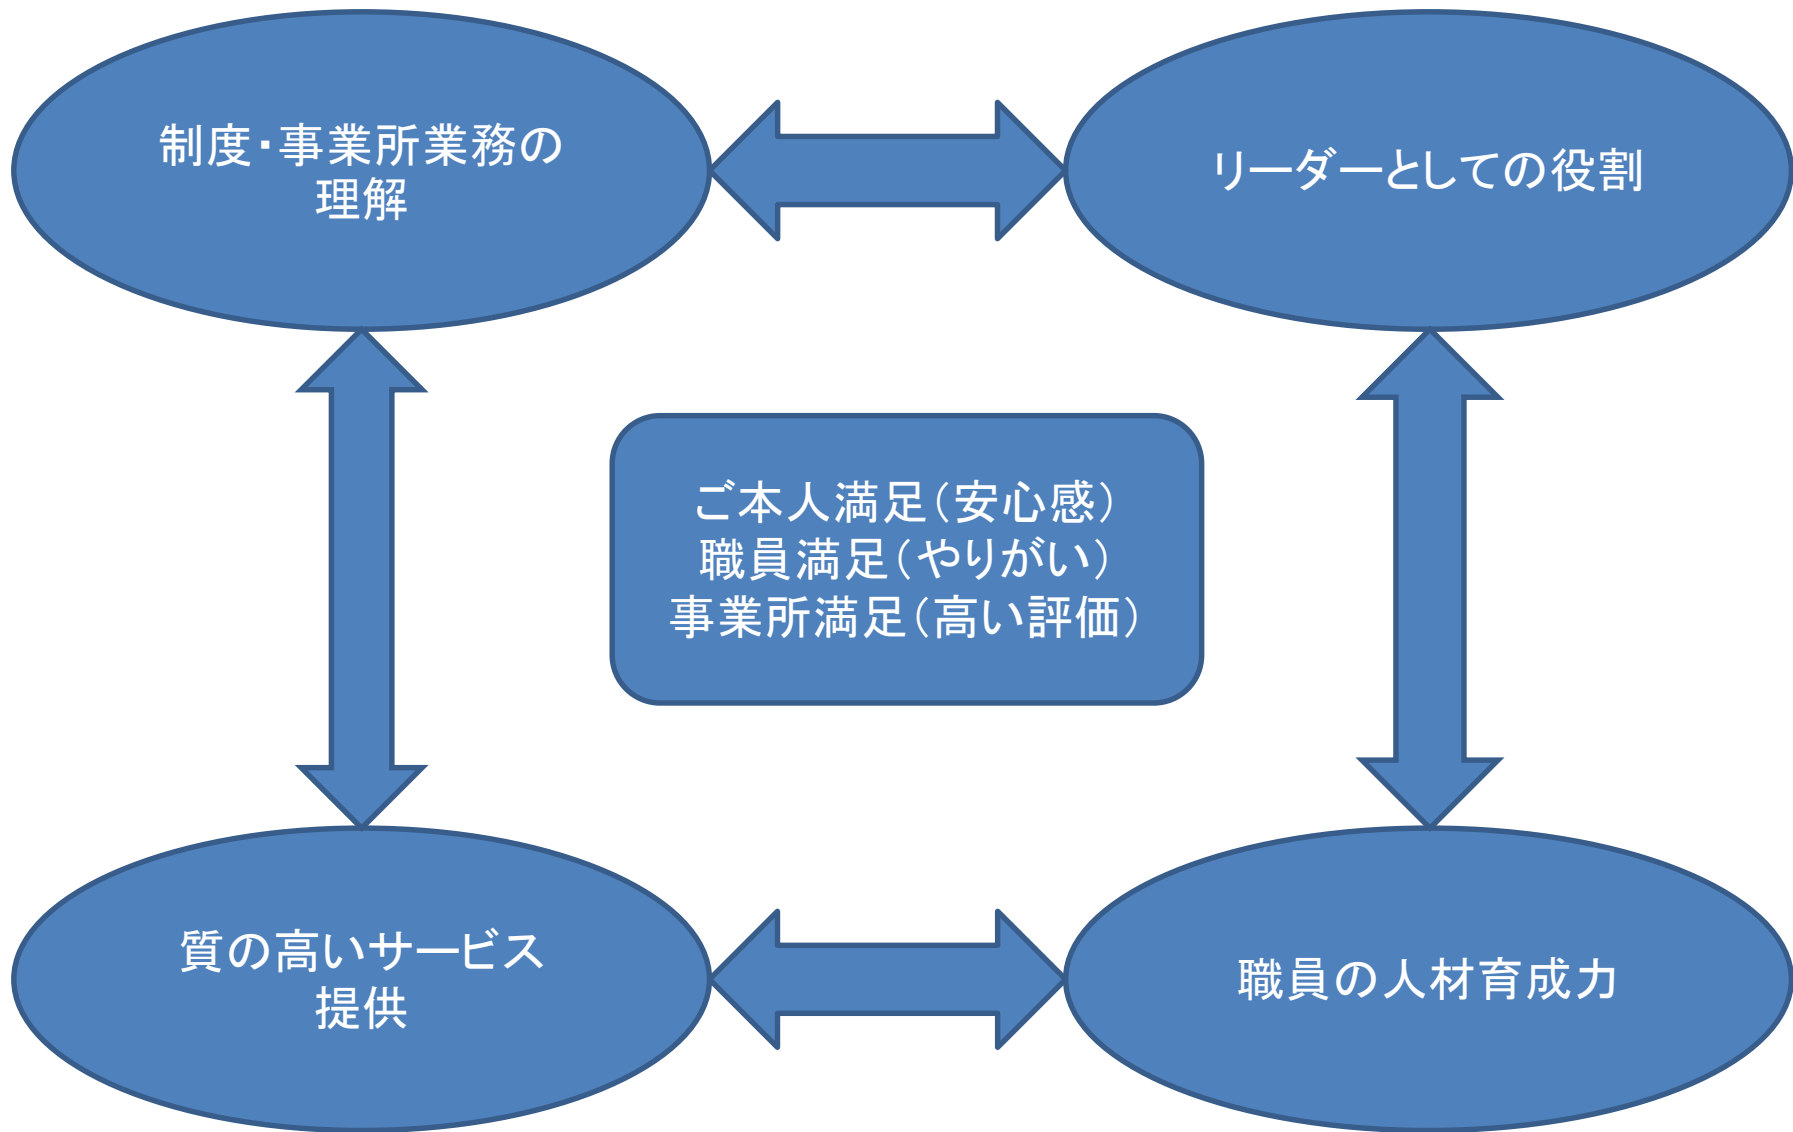 制度・事業所業務の
理解
リーダーとしての役割
ご本人満足（安心感）
職員満足（やりがい）
事業所満足（高い評価）
質の高いサービス
提供
職員の人材育成力